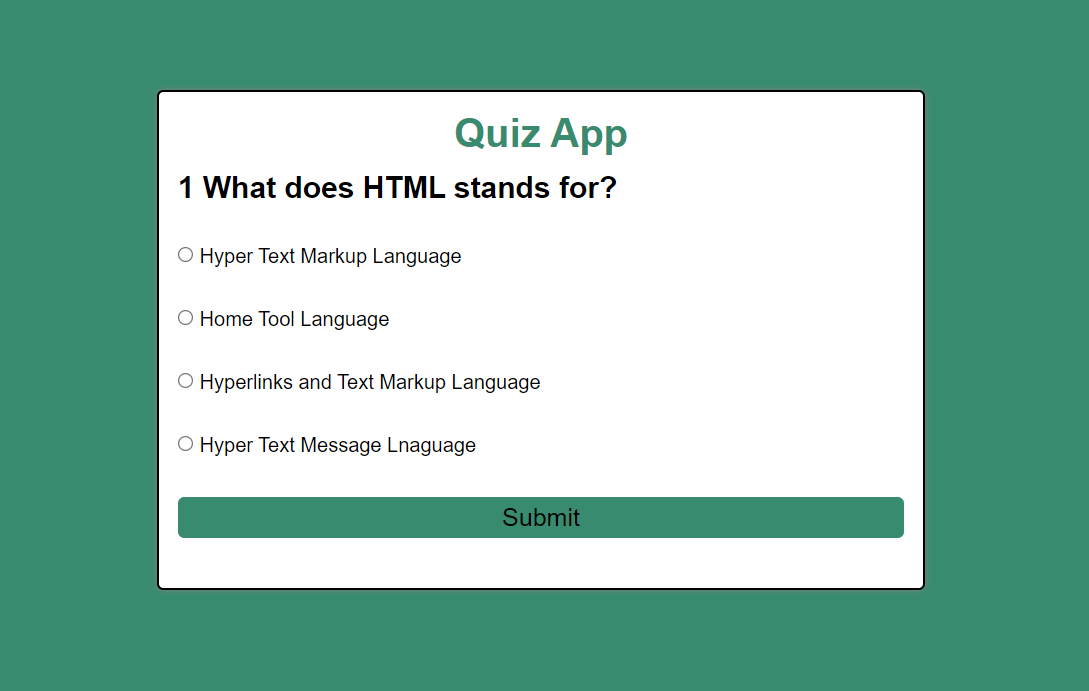 Quiz App
1 What does HTML stands for?
Hyper Text Markup Language
Home Tool Language
Hyperlinks and Text Markup Language
Hyper Text Message Lnaguage
Submit